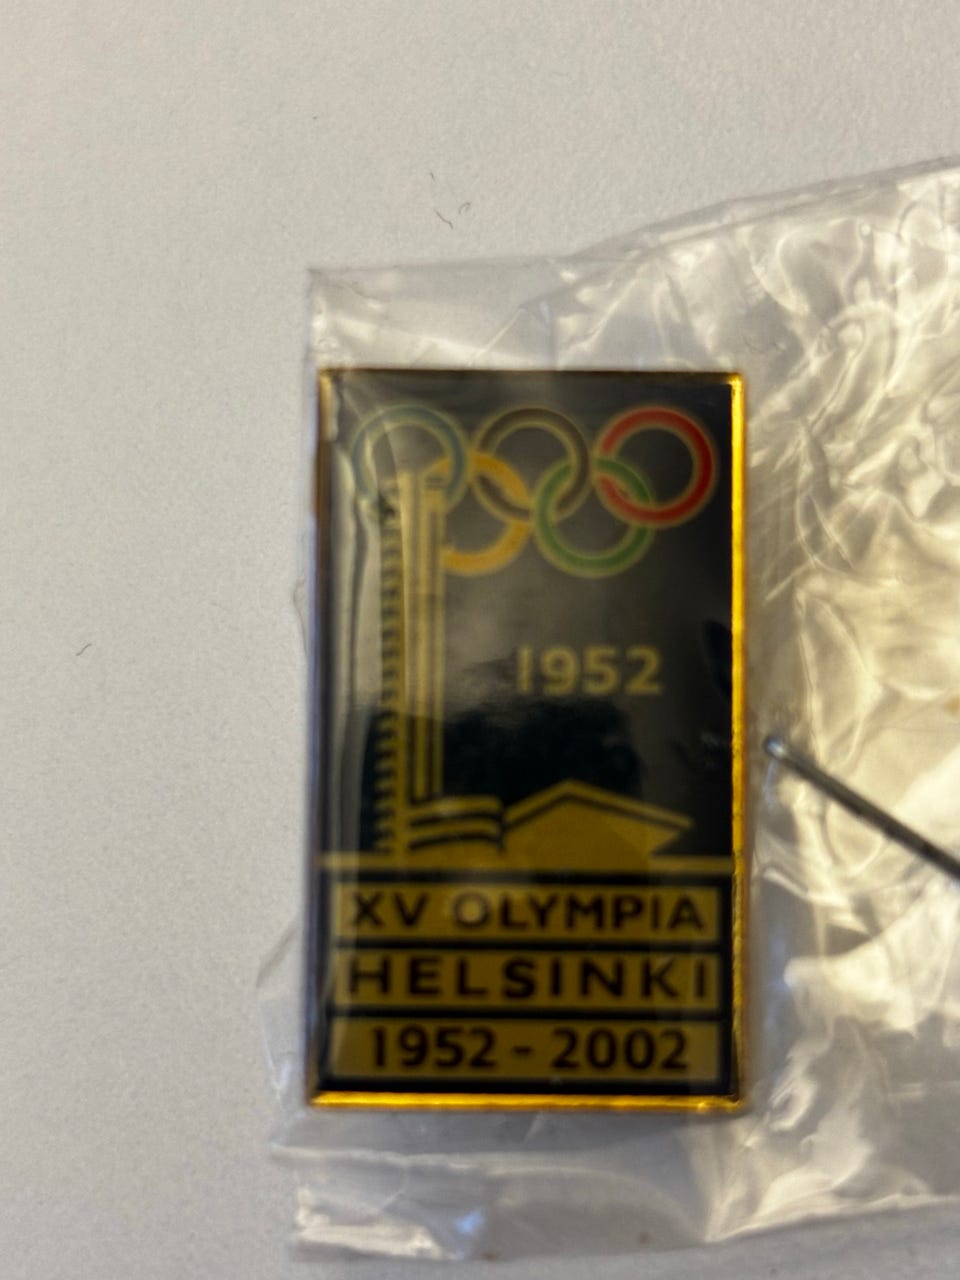 1952
XV OLYMPIA
HELSINKI
1952 - 2002